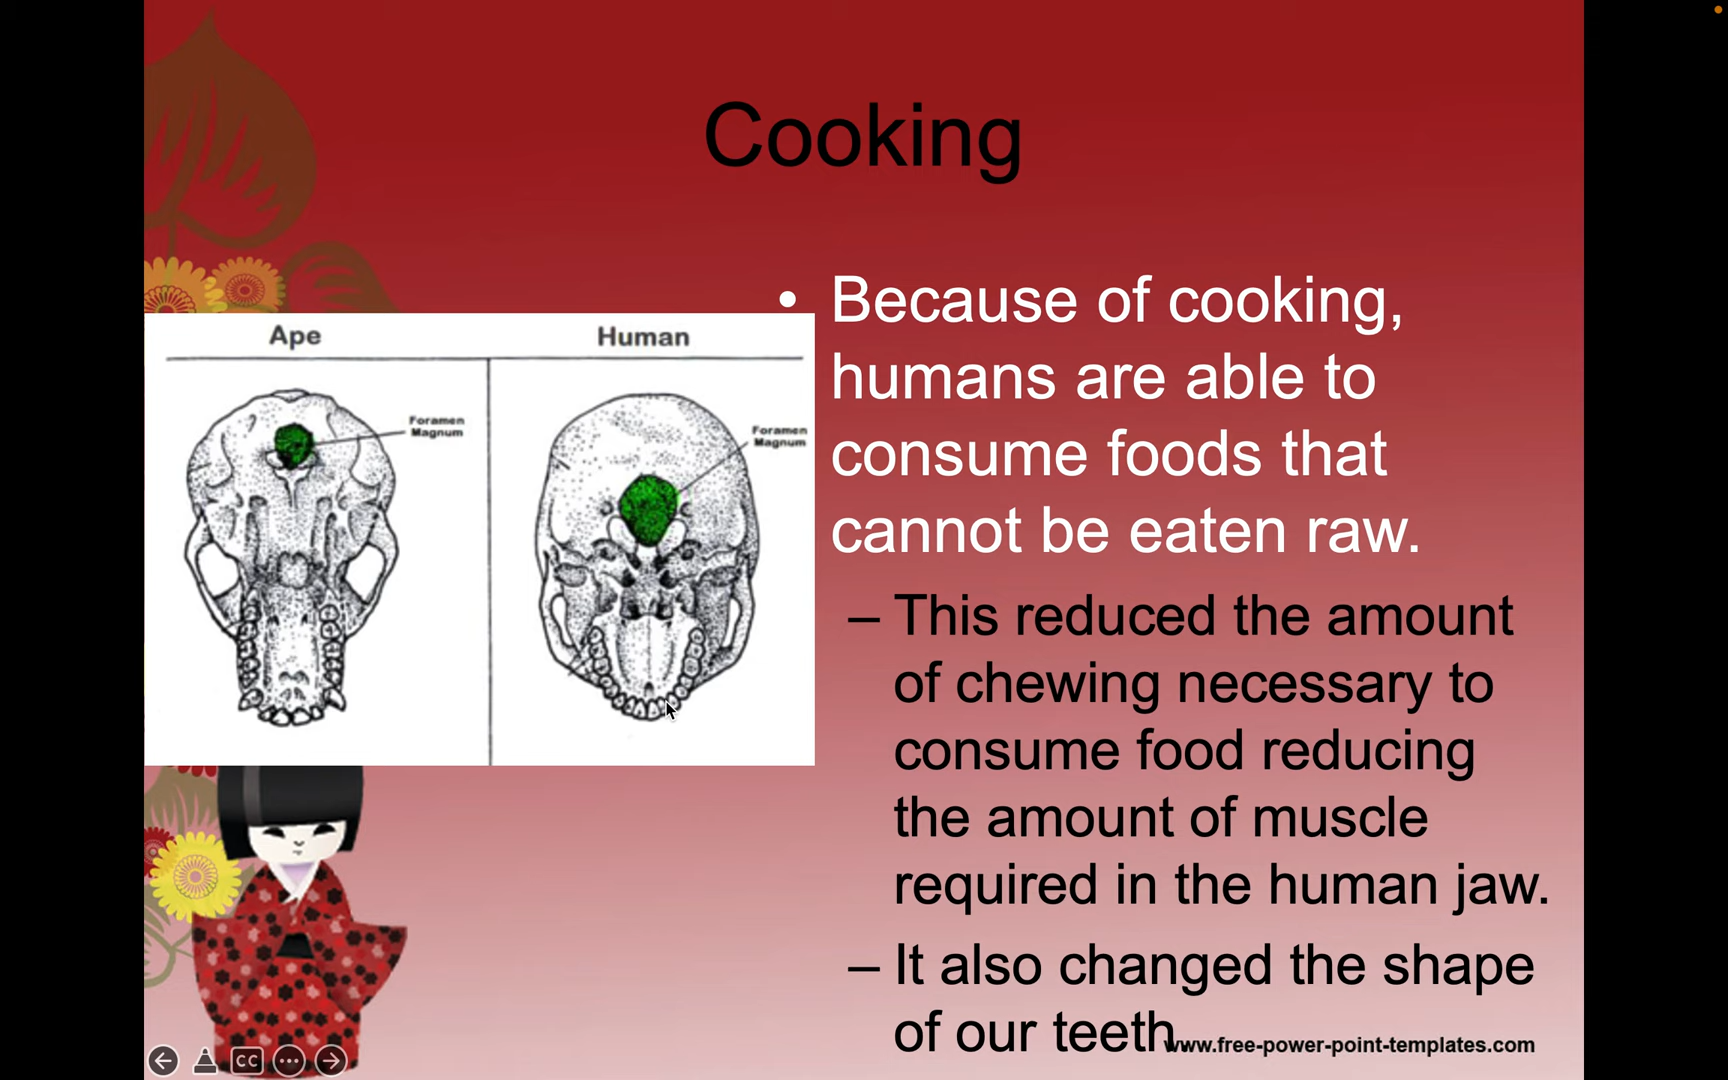 Cooking
Ape
Human
Foramen
Magnum
Foramen
Magnum
• Because of cooking,
humans are able to
consume foods that
cannot be eaten raw.
– This reduced the amount
of chewing necessary to
consume food reducing
the amount of muscle
required in the human jaw.
– It also changed the shape
of our teeth.
www.free-power-point-templates.com
CC